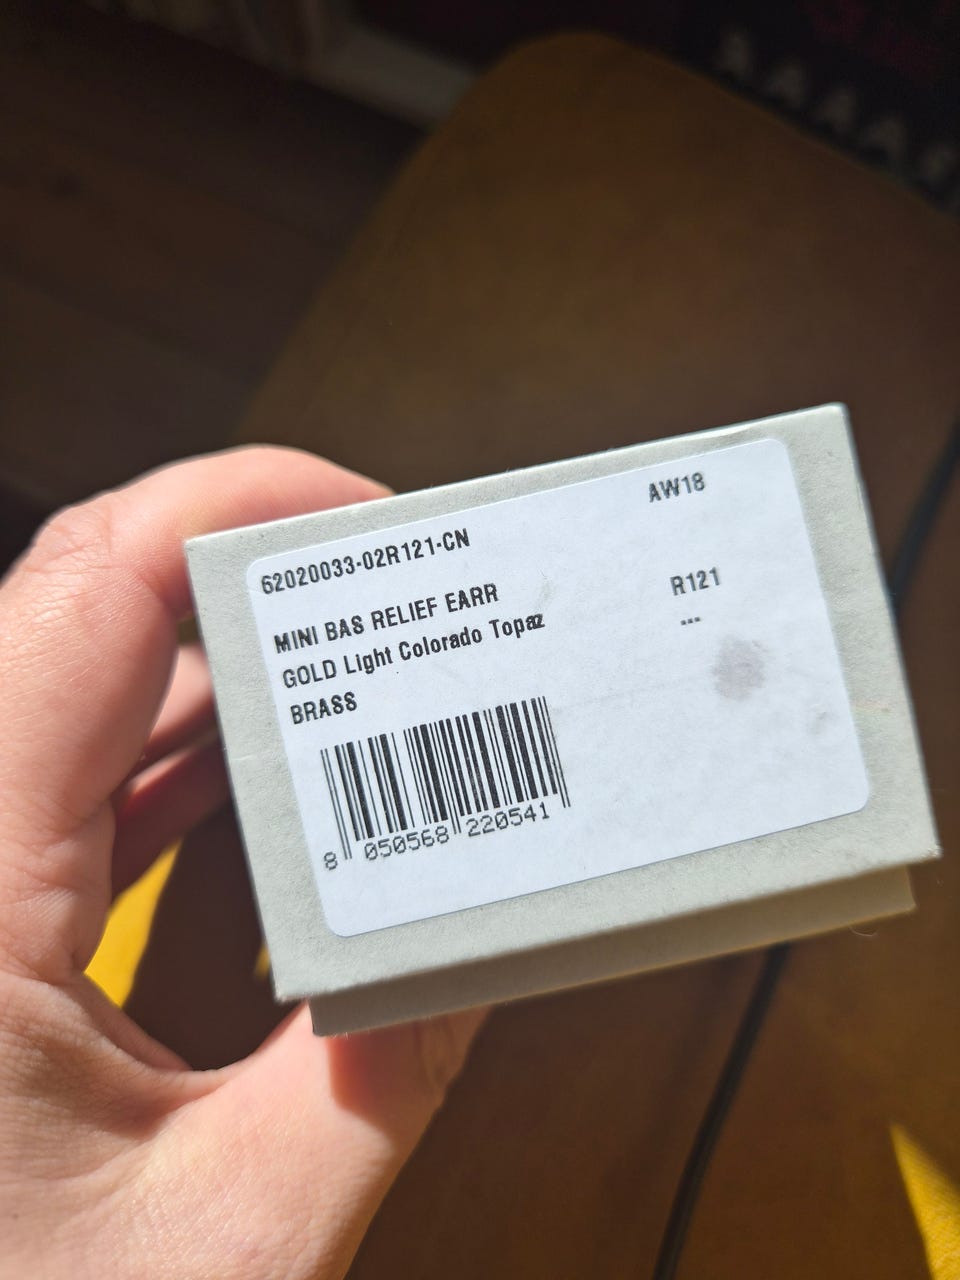 AW18
62020033-02R121-CN
MINI BAS RELIEF EARR R121
GOLD Light Colorado Topaz ---
BRASS
8 050568 220541